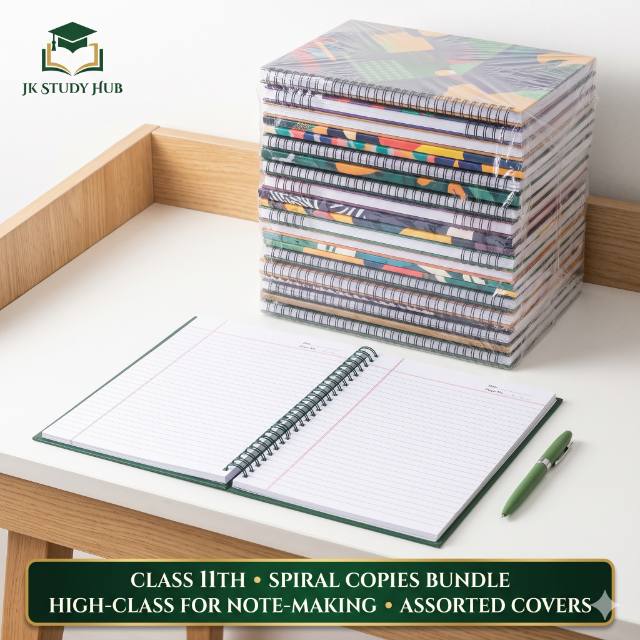 JK STUDY HUB
CLASS 11TH • SPIRAL COPIES BUNDLE
HIGH-CLASS FOR NOTE-MAKING • ASSORTED COVERS